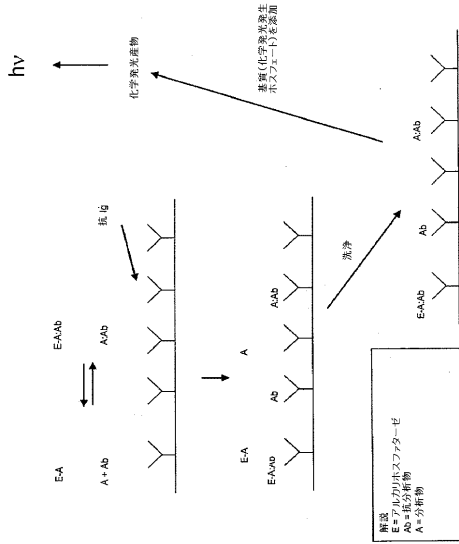 E-A
E-A:Ab
A + Ab
A:Ab
抗 Ig
E-A
A
E-A:Ab
Ab
A:Ab
洗浄
E-A:Ab
Ab
A:Ab
基質(化学発光発生
ホスフェート)を添加
化学発光産物
hν
解説
E=アルカリホスファターゼ
Ab=抗分析物
A=分析物